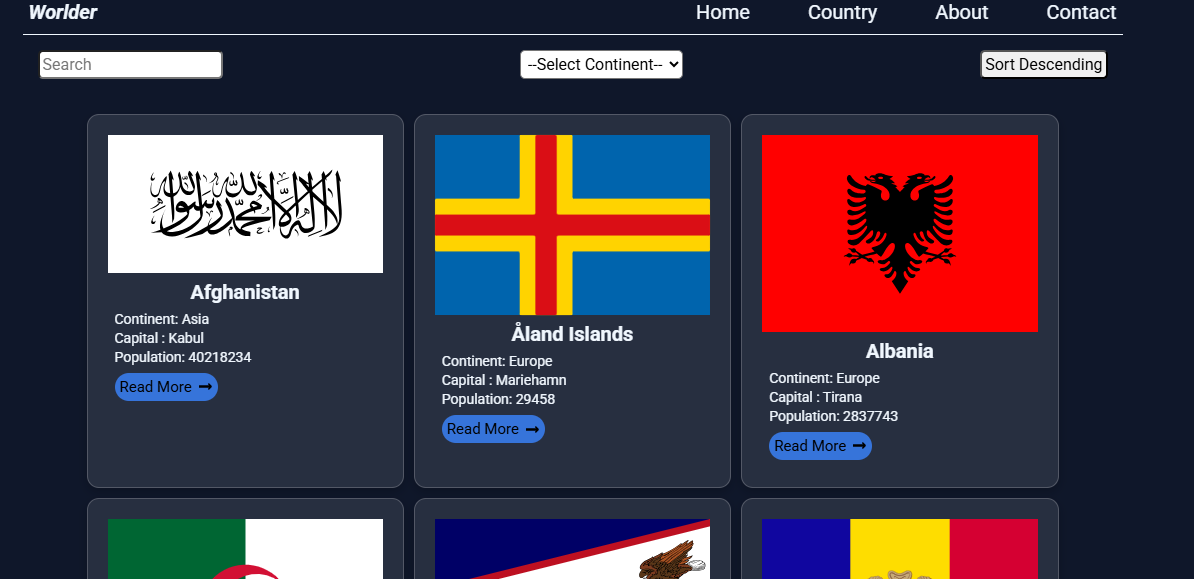 Worlder
Home Country About Contact
Search
--Select Continent--
Sort Descending
لا إله إلا الله محمد رسول الله
Afghanistan
Continent: Asia
Capital : Kabul
Population: 40218234
Read More
Åland Islands
Continent: Europe
Capital : Mariehamn
Population: 29458
Read More
Albania
Continent: Europe
Capital : Tirana
Population: 2837743
Read More